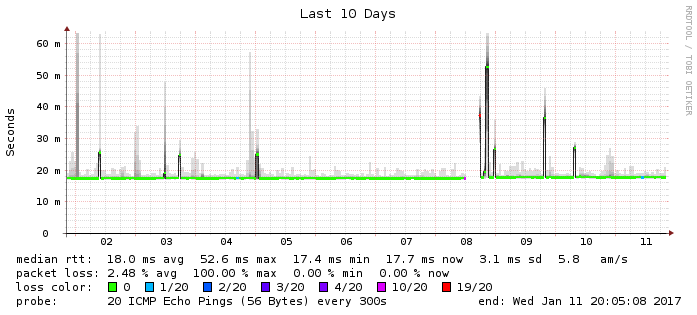 Last 10 Days
RRDTOOL / TOBI OETIKER
Seconds
60 m
50 m
40 m
30 m
20 m
10 m
0
02 03 04 05 06 07 08 09 10 11
median rtt: 18.0 ms avg 52.6 ms max 17.4 ms min 17.7 ms now 3.1 ms sd 5.8 am/s
packet loss: 2.48 % avg 100.00 % max 0.00 % min 0.00 % now
loss color: 0 1/20 2/20 3/20 4/20 10/20 19/20
probe: 20 ICMP Echo Pings (56 Bytes) every 300s end: Wed Jan 11 20:05:08 2017